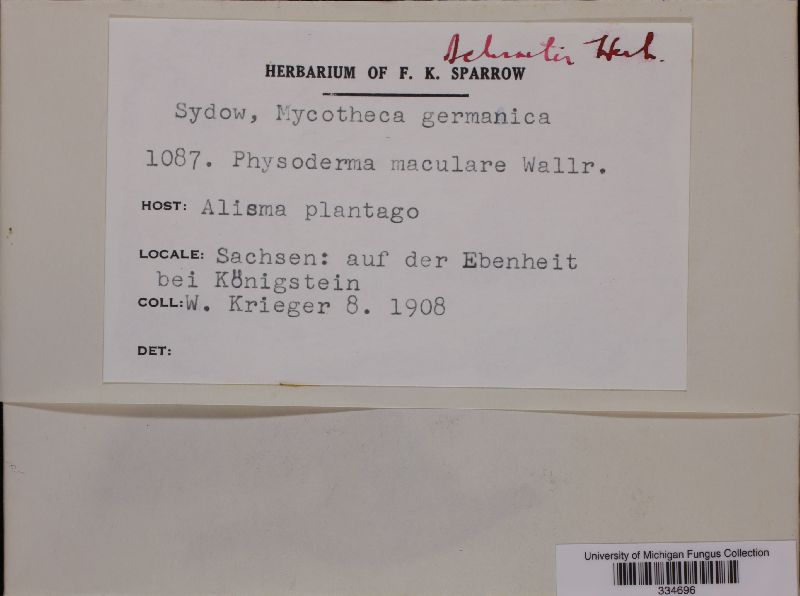 Schroeter Herb.
HERBARIUM OF F. K. SPARROW
Sydow, Mycotheca germanica
1087. Physoderma maculare Wallr.
HOST: Alisma plantago
LOCALE: Sachsen: auf der Ebenheit
bei Königstein
COLL: W. Krieger 8. 1908
DET:
University of Michigan Fungus Collection
334696